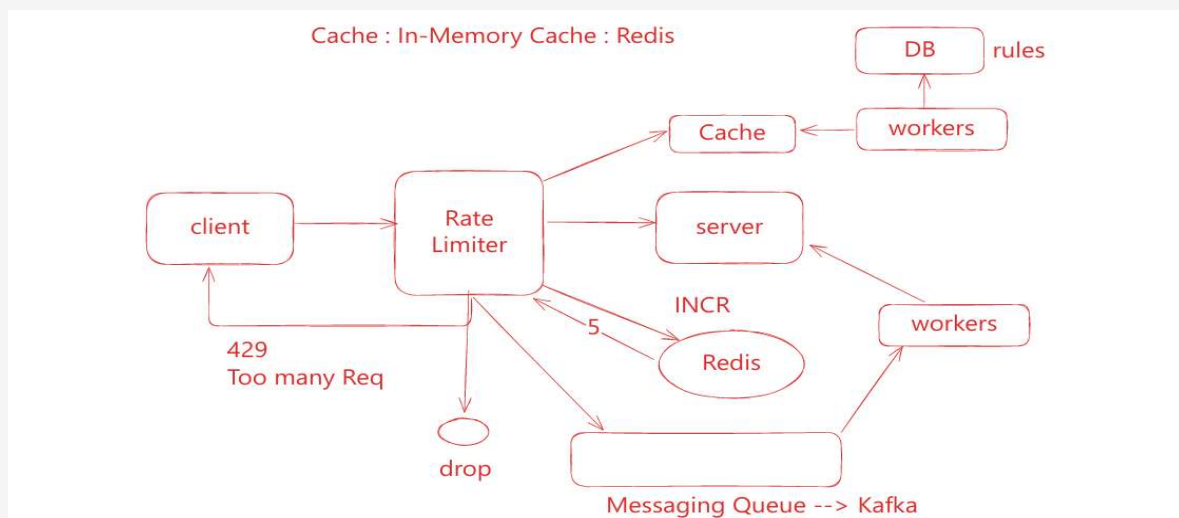 Cache : In-Memory Cache : Redis
DB
rules
Cache
workers
client
Rate
Limiter
server
INCR
5
workers
Redis
429
Too many Req
drop
Messaging Queue --> Kafka